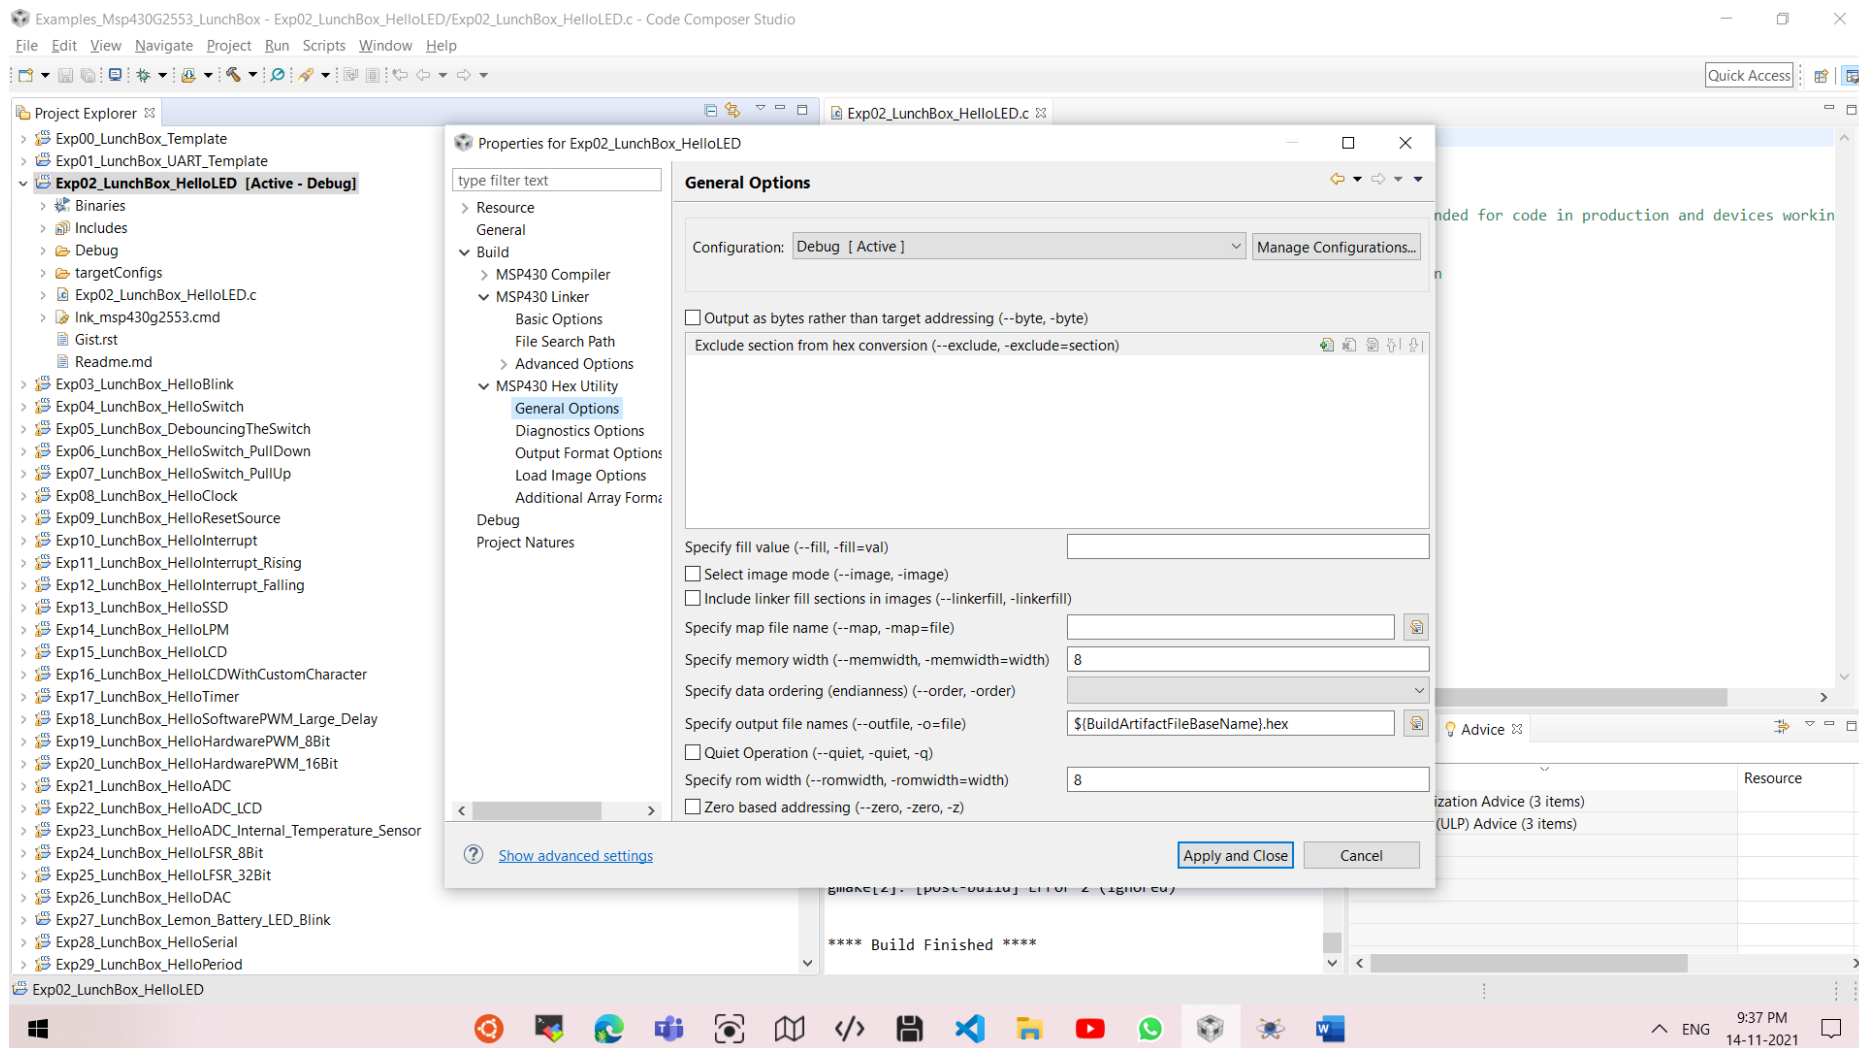 Examples_Msp430G2553_LunchBox - Exp02_LunchBox_HelloLED/Exp02_LunchBox_HelloLED.c - Code Composer Studio
File Edit View Navigate Project Run Scripts Window Help
Quick Access
Project Explorer
Exp00_LunchBox_Template
Exp01_LunchBox_UART_Template
Exp02_LunchBox_HelloLED [Active - Debug]
Binaries
Includes
Debug
targetConfigs
Exp02_LunchBox_HelloLED.c
lnk_msp430g2553.cmd
Gist.rst
Readme.md
Exp03_LunchBox_HelloBlink
Exp04_LunchBox_HelloSwitch
Exp05_LunchBox_DebouncingTheSwitch
Exp06_LunchBox_HelloSwitch_PullDown
Exp07_LunchBox_HelloSwitch_PullUp
Exp08_LunchBox_HelloClock
Exp09_LunchBox_HelloResetSource
Exp10_LunchBox_HelloInterrupt
Exp11_LunchBox_HelloInterrupt_Rising
Exp12_LunchBox_HelloInterrupt_Falling
Exp13_LunchBox_HelloSSD
Exp14_LunchBox_HelloLPM
Exp15_LunchBox_HelloLCD
Exp16_LunchBox_HelloLCDWithCustomCharacter
Exp17_LunchBox_HelloTimer
Exp18_LunchBox_HelloSoftwarePWM_Large_Delay
Exp19_LunchBox_HelloHardwarePWM_8Bit
Exp20_LunchBox_HelloHardwarePWM_16Bit
Exp21_LunchBox_HelloADC
Exp22_LunchBox_HelloADC_LCD
Exp23_LunchBox_HelloADC_Internal_Temperature_Sensor
Exp24_LunchBox_HelloLFSR_8Bit
Exp25_LunchBox_HelloLFSR_32Bit
Exp26_LunchBox_HelloDAC
Exp27_LunchBox_Lemon_Battery_LED_Blink
Exp28_LunchBox_HelloSerial
Exp29_LunchBox_HelloPeriod
Exp02_LunchBox_HelloLED
Exp02_LunchBox_HelloLED.c
Properties for Exp02_LunchBox_HelloLED
type filter text
Resource
General
Build
MSP430 Compiler
MSP430 Linker
Basic Options
File Search Path
Advanced Options
MSP430 Hex Utility
General Options
Diagnostics Options
Output Format Options
Load Image Options
Additional Array Forma
Debug
Project Natures
General Options
Configuration: Debug [ Active ] Manage Configurations...
Output as bytes rather than target addressing (--byte, -byte)
Exclude section from hex conversion (--exclude, -exclude=section)
Specify fill value (--fill, -fill=val)
Select image mode (--image, -image)
Include linker fill sections in images (--linkerfill, -linkerfill)
Specify map file name (--map, -map=file)
Specify memory width (--memwidth, -memwidth=width) 8
Specify data ordering (endianness) (--order, -order)
Specify output file names (--outfile, -o=file) ${BuildArtifactFileBaseName}.hex
Quiet Operation (--quiet, -quiet, -q)
Specify rom width (--romwidth, -romwidth=width) 8
Zero based addressing (--zero, -zero, -z)
Show advanced settings
Apply and Close Cancel
nded for code in production and devices workin
n
gmake[2]: [post-build] Error 2 (ignored)
**** Build Finished ****
Advice
Resource
ization Advice (3 items)
(ULP) Advice (3 items)
ENG
9:37 PM
14-11-2021